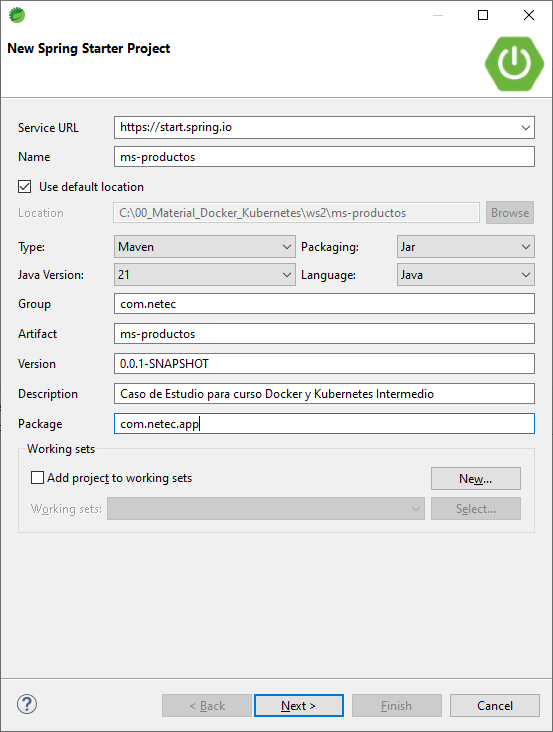 New Spring Starter Project
Service URL https://start.spring.io
Name ms-productos
Use default location
Location C:\00_Material_Docker_Kubernetes\ws2\ms-productos Browse
Type: Maven Packaging: Jar
Java Version: 21 Language: Java
Group com.netec
Artifact ms-productos
Version 0.0.1-SNAPSHOT
Description Caso de Estudio para curso Docker y Kubernetes Intermedio
Package com.netec.app
Working sets
Add project to working sets New...
Working sets: Select...
? < Back Next > Finish Cancel